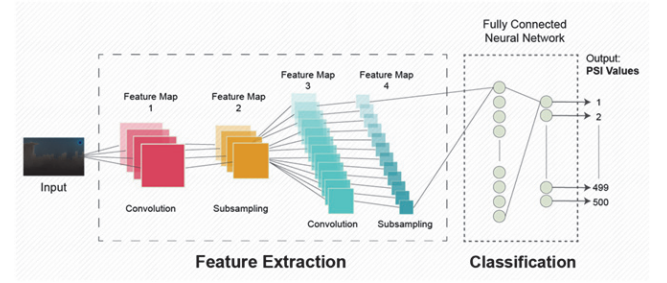 Fully Connected
Neural Network
Output:
PSI Values
Feature Map
1
Feature Map
2
Feature Map
3
Feature Map
4
1
2
499
500
Input
Convolution
Subsampling
Convolution
Subsampling
Feature Extraction
Classification